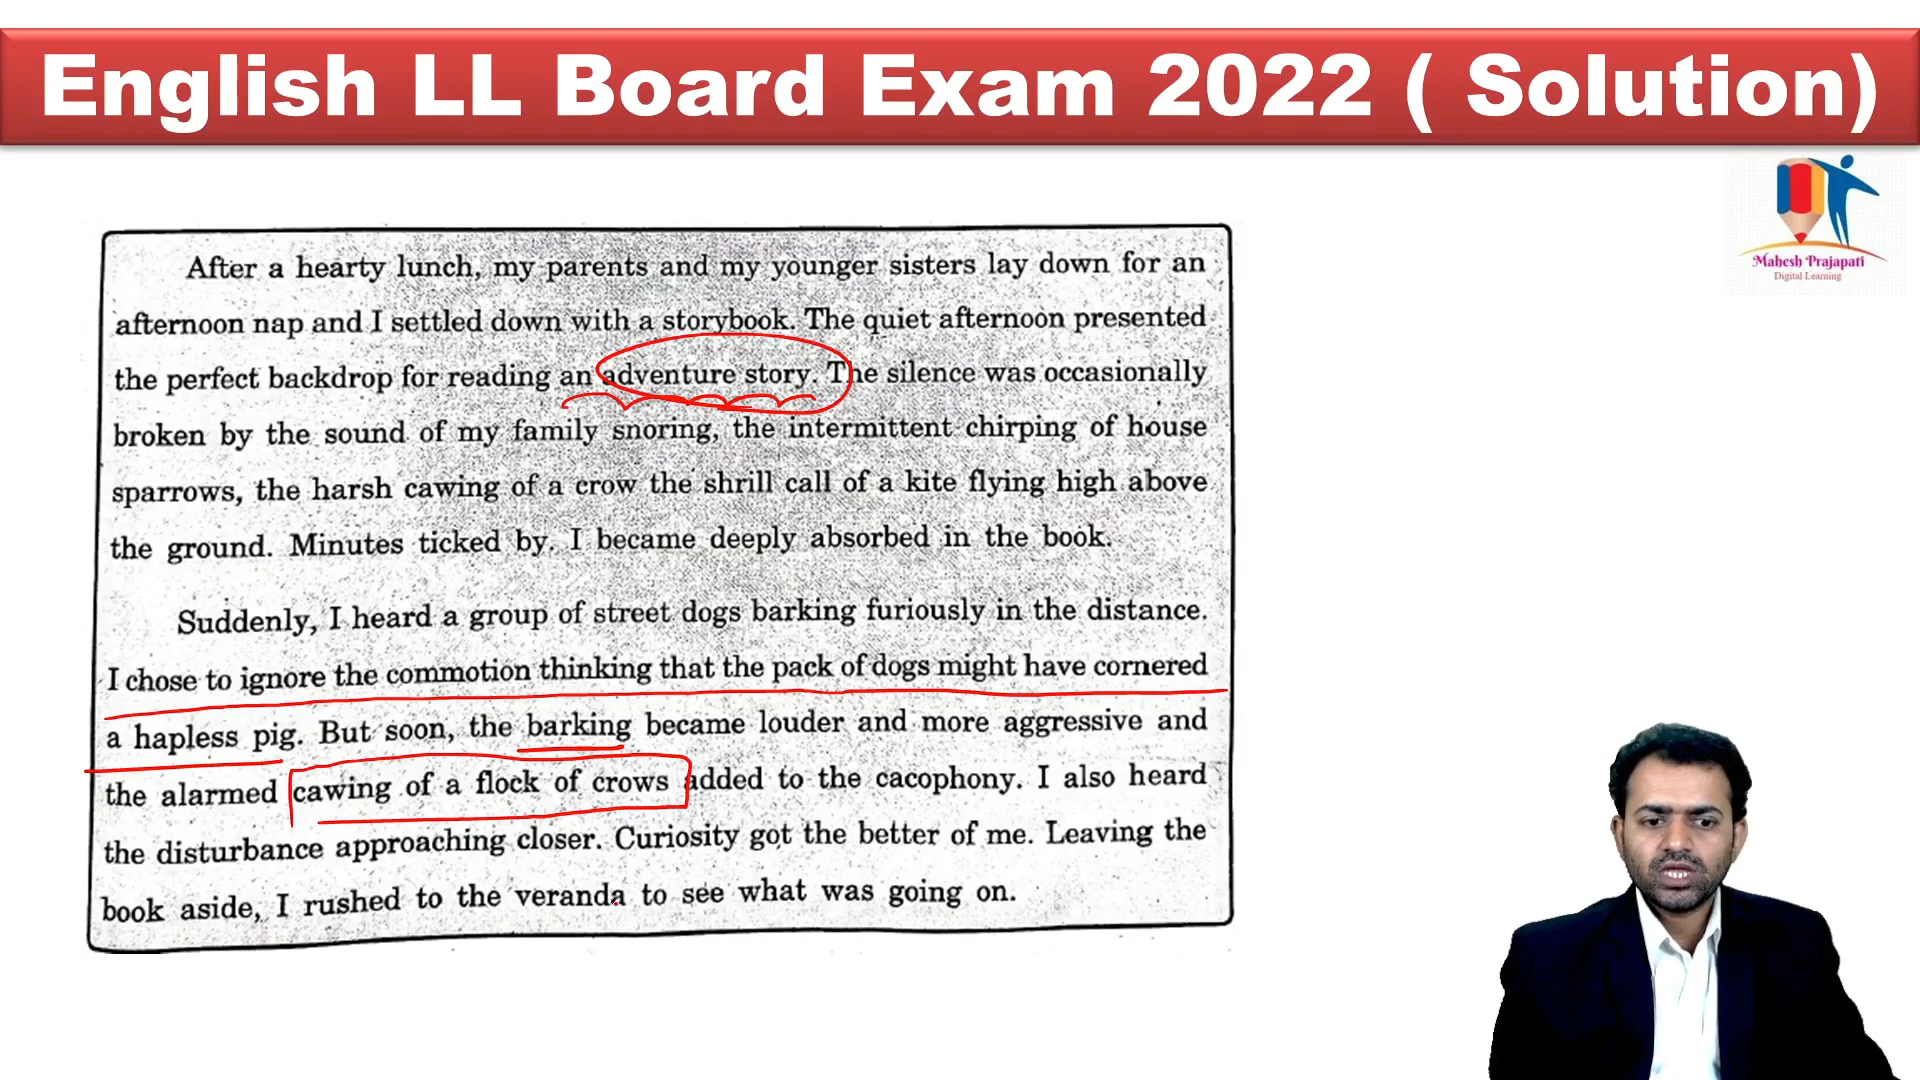 English LL Board Exam 2022 ( Solution)
Mahesh Prajapati
Digital Learning
After a hearty lunch, my parents and my younger sisters lay down for an
afternoon nap and I settled down with a storybook. The quiet afternoon presented
the perfect backdrop for reading an adventure story. The silence was occasionally
broken by the sound of my family snoring, the intermittent chirping of house
sparrows, the harsh cawing of a crow the shrill call of a kite flying high above
the ground. Minutes ticked by. I became deeply absorbed in the book.
Suddenly, I heard a group of street dogs barking furiously in the distance.
I chose to ignore the commotion thinking that the pack of dogs might have cornered
a hapless pig. But soon, the barking became louder and more aggressive and
the alarmed cawing of a flock of crows added to the cacophony. I also heard
the disturbance approaching closer. Curiosity got the better of me. Leaving the
book aside, I rushed to the veranda to see what was going on.